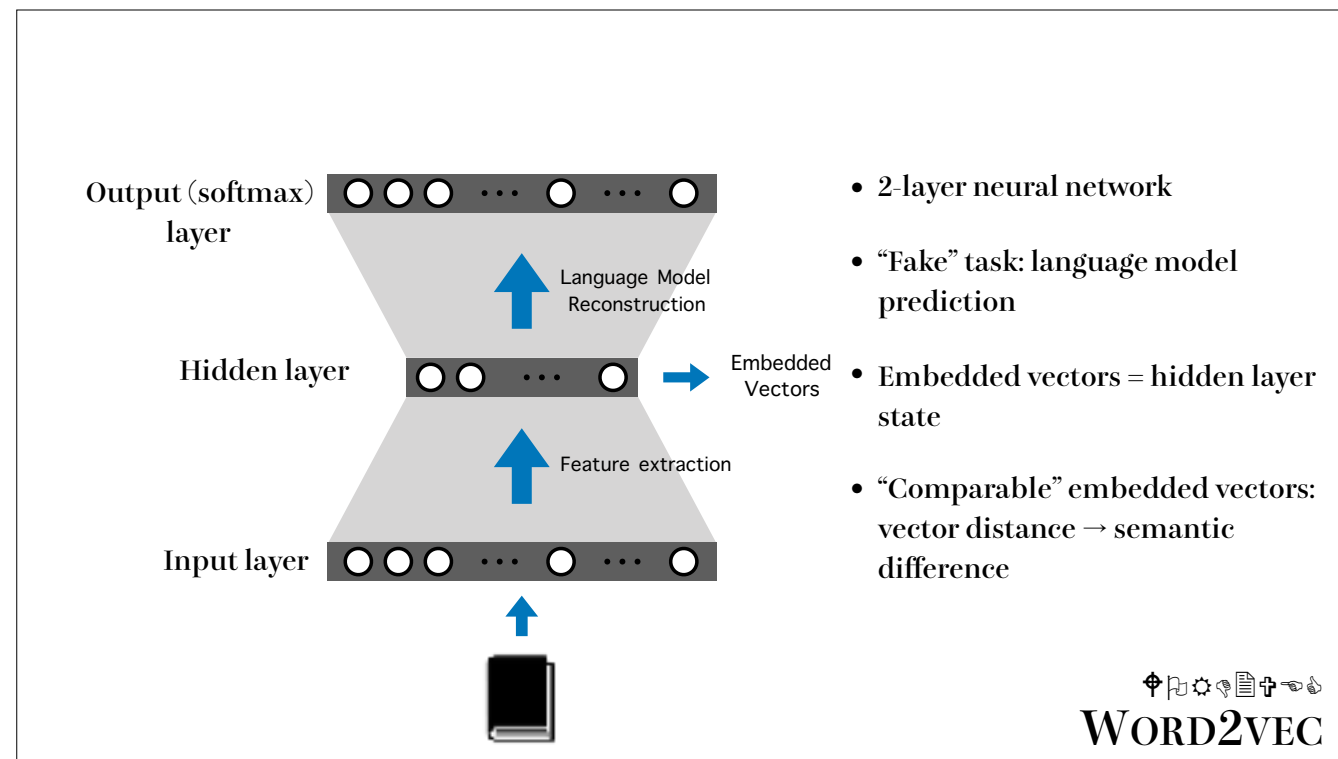 Output (softmax)
layer
Language Model
Reconstruction
Hidden layer
Embedded
Vectors
Feature extraction
Input layer
• 2-layer neural network
• “Fake” task: language model
prediction
• Embedded vectors = hidden layer
state
• “Comparable” embedded vectors:
vector distance → semantic
difference
🕈⚐☼👎🗏✞☜👍
WORD2VEC